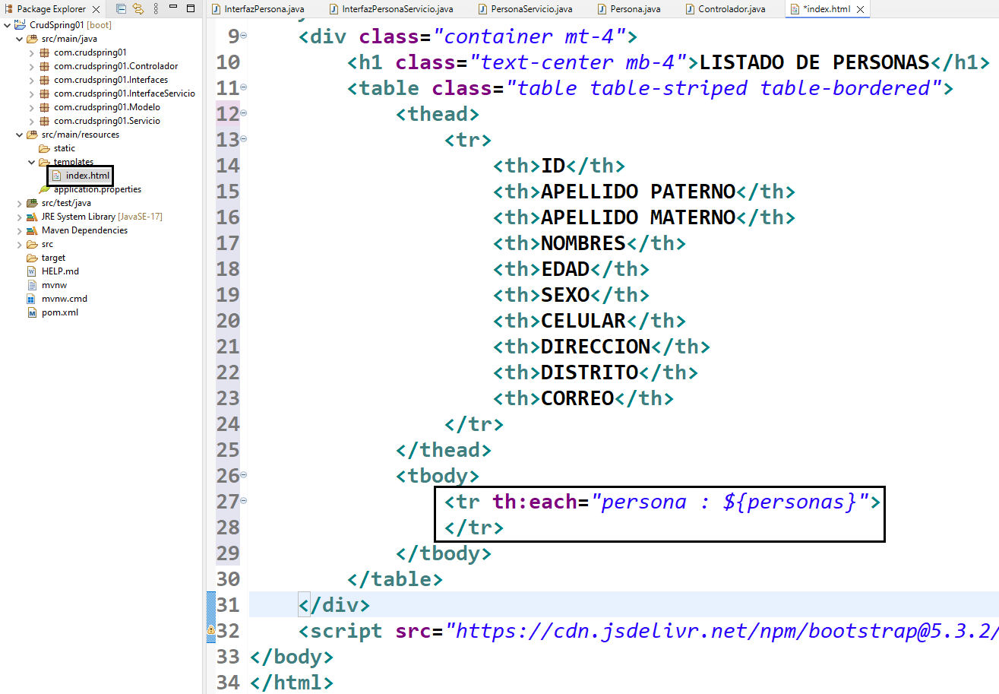 Package Explorer
CrudSpring01 [boot]
src/main/java
com.crudspring01
com.crudspring01.Controlador
com.crudspring01.Interfaces
com.crudspring01.InterfaceServicio
com.crudspring01.Modelo
com.crudspring01.Servicio
src/main/resources
static
templates
index.html
application.properties
src/test/java
JRE System Library [JavaSE-17]
Maven Dependencies
src
target
HELP.md
mvnw
mvnw.cmd
pom.xml
InterfazPersona.java InterfazPersonaServicio.java PersonaServicio.java Persona.java Controlador.java *index.html
9 <div class="container mt-4">
10 <h1 class="text-center mb-4">LISTADO DE PERSONAS</h1>
11 <table class="table table-striped table-bordered">
12 <thead>
13 <tr>
14 <th>ID</th>
15 <th>APELLIDO PATERNO</th>
16 <th>APELLIDO MATERNO</th>
17 <th>NOMBRES</th>
18 <th>EDAD</th>
19 <th>SEXO</th>
20 <th>CELULAR</th>
21 <th>DIRECCION</th>
22 <th>DISTRITO</th>
23 <th>CORREO</th>
24 </tr>
25 </thead>
26 <tbody>
27 <tr th:each="persona : ${personas}">
28 </tr>
29 </tbody>
30 </table>
31 </div>
32 <script src="https://cdn.jsdelivr.net/npm/bootstrap@5.3.2/
33 </body>
34 </html>